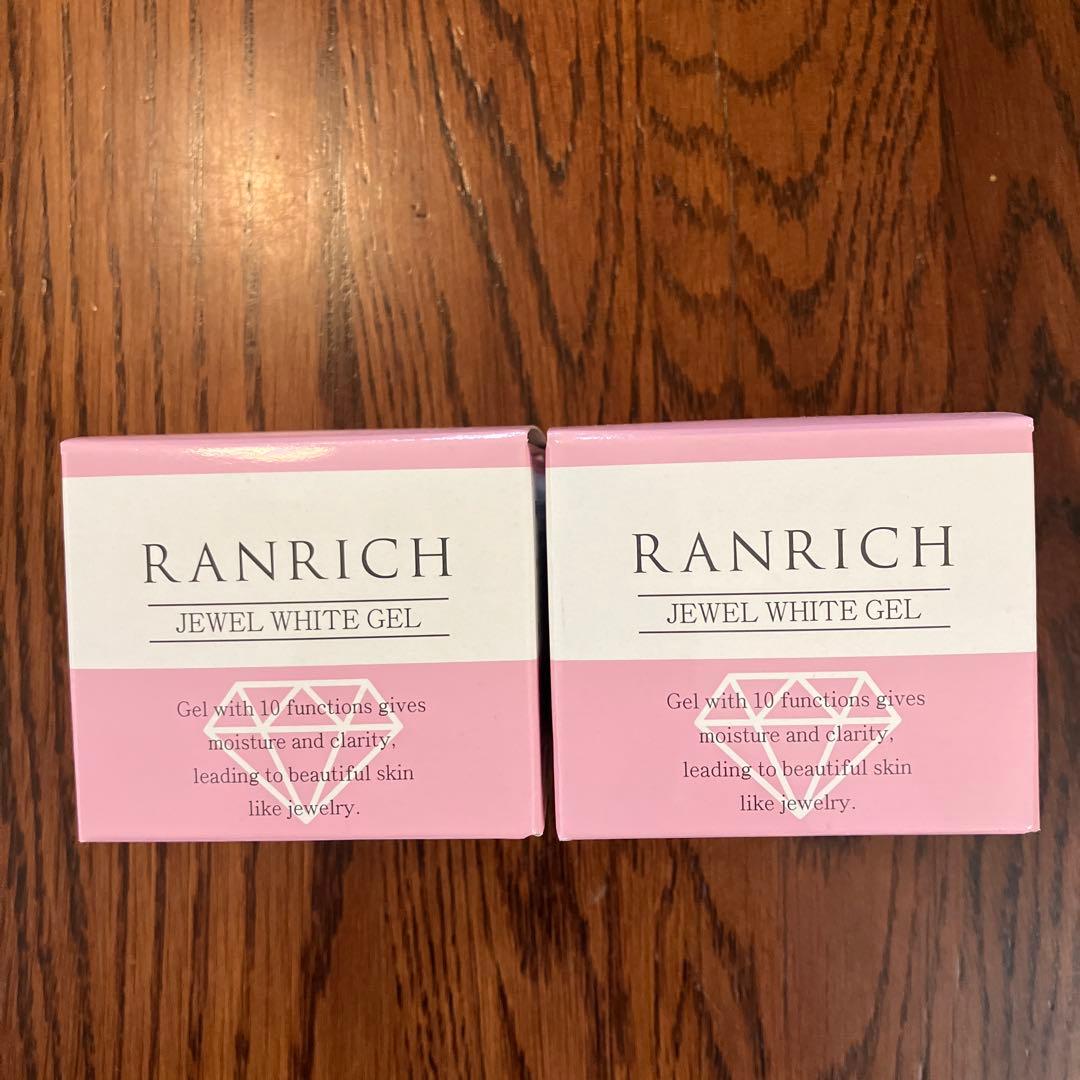 RANRICH
JEWEL WHITE GEL
Gel with 10 functions gives
moisture and clarity,
leading to beautiful skin
like jewelry.
RANRICH
JEWEL WHITE GEL
Gel with 10 functions gives
moisture and clarity,
leading to beautiful skin
like jewelry.